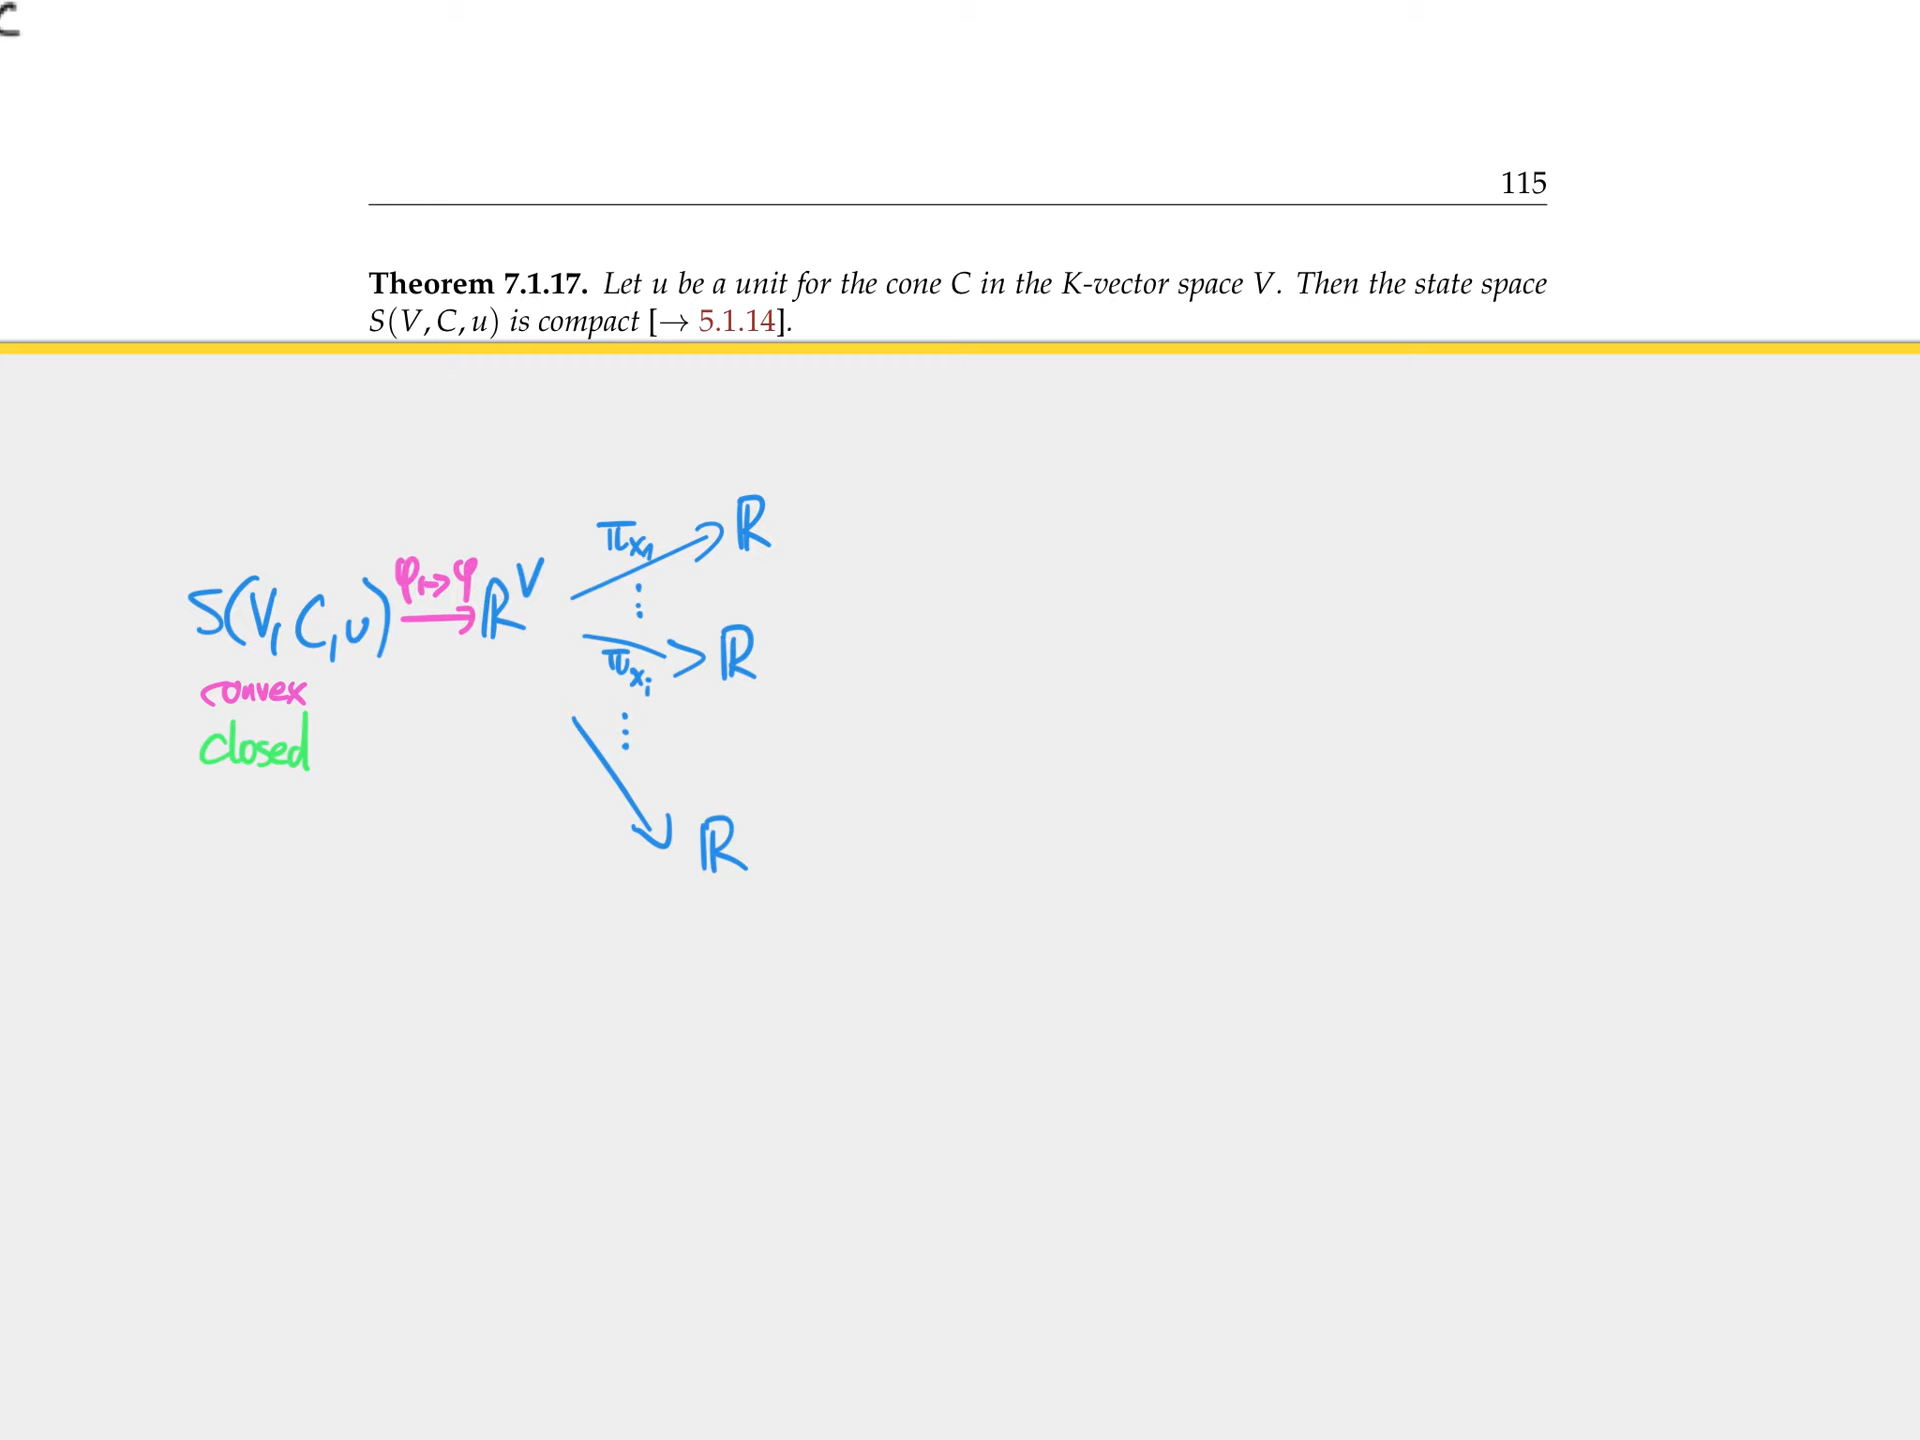 C
115
Theorem 7.1.17. Let u be a unit for the cone C in the K-vector space V. Then the state space
S(V, C, u) is compact [→ 5.1.14].
π_{x_1} ℝ
S(V, C, u) φ ↦ φ ⟶ ℝ^V
⋮
π_{x_i} ℝ
convex
closed
⋮
ℝ